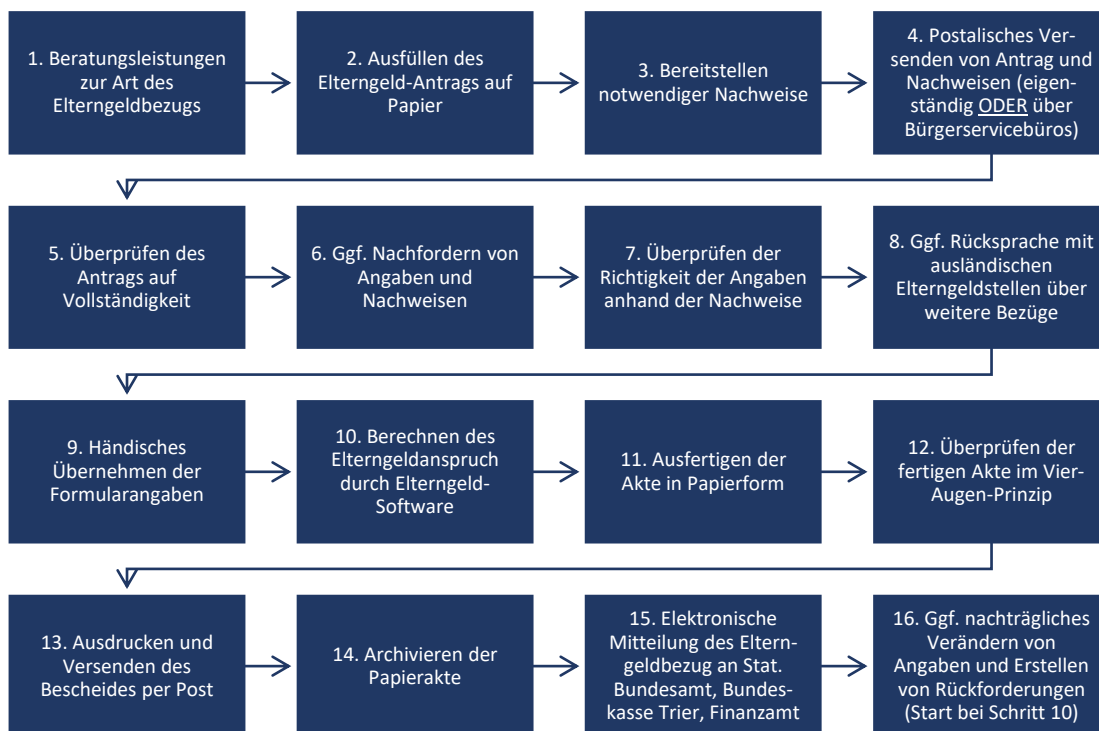 1. Beratungsleistungen
zur Art des
Elterngeldbezugs
2. Ausfüllen des
Elterngeld-Antrags auf
Papier
3. Bereitstellen
notwendiger Nachweise
4. Postalisches Ver-
senden von Antrag und
Nachweisen (eigen-
ständig ODER über
Bürgerservicebüros)
5. Überprüfen des
Antrags auf
Vollständigkeit
6. Ggf. Nachfordern von
Angaben und
Nachweisen
7. Überprüfen der
Richtigkeit der Angaben
anhand der Nachweise
8. Ggf. Rücksprache mit
ausländischen
Elterngeldstellen über
weitere Bezüge
9. Händisches
Übernehmen der
Formularangaben
10. Berechnen des
Elterngeldanspruch
durch Elterngeld-
Software
11. Ausfertigen der
Akte in Papierform
12. Überprüfen der
fertigen Akte im Vier-
Augen-Prinzip
13. Ausdrucken und
Versenden des
Bescheides per Post
14. Archivieren der
Papierakte
15. Elektronische
Mitteilung des Eltern-
geldbezug an Stat.
Bundesamt, Bundes-
kasse Trier, Finanzamt
16. Ggf. nachträgliches
Verändern von
Angaben und Erstellen
von Rückforderungen
(Start bei Schritt 10)